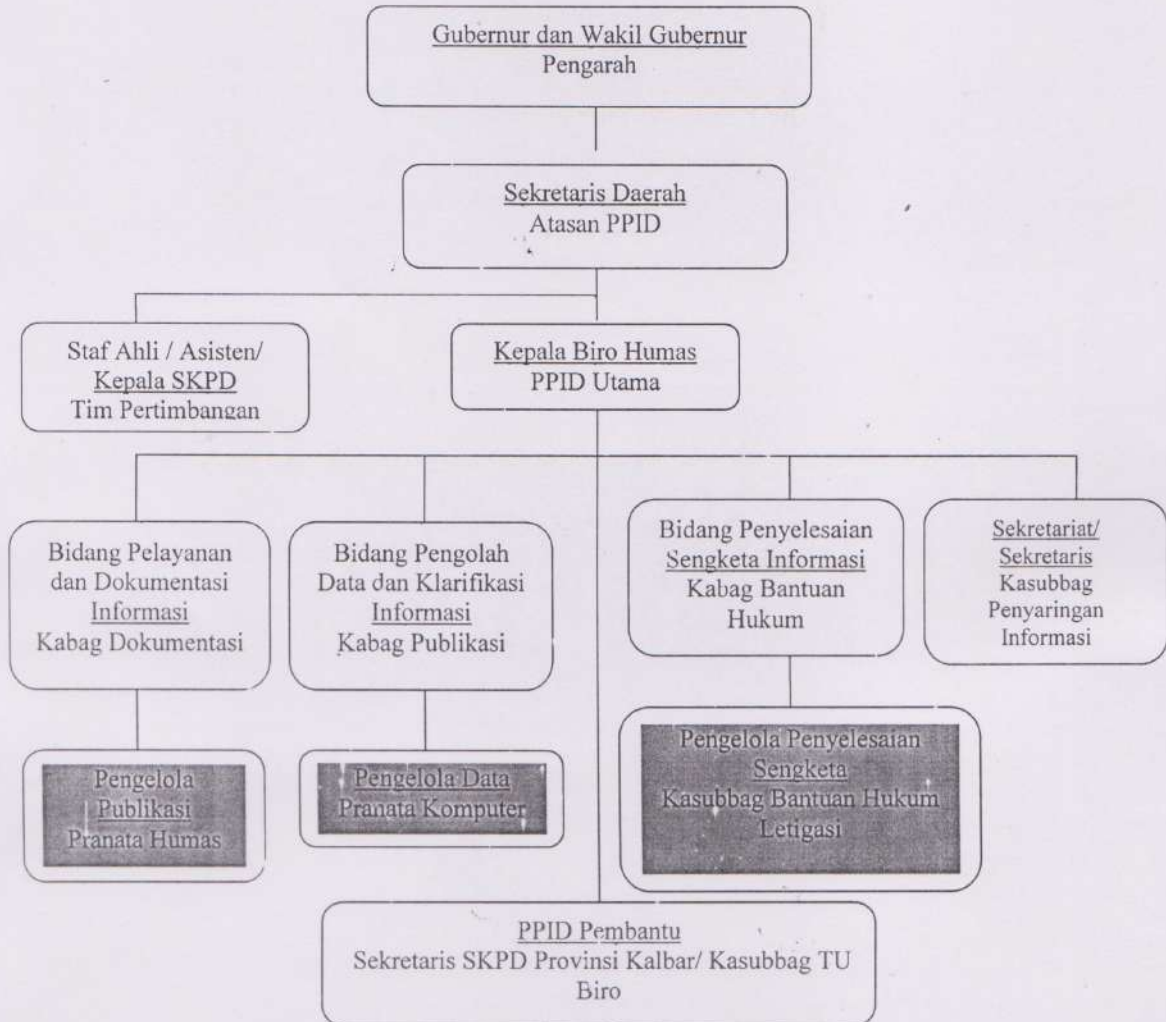 Gubernur dan Wakil Gubernur
Pengarah
Sekretaris Daerah
Atasan PPID
Staf Ahli / Asisten/
Kepala SKPD
Tim Pertimbangan
Kepala Biro Humas
PPID Utama
Bidang Pelayanan
dan Dokumentasi
Informasi
Kabag Dokumentasi
Bidang Pengolah
Data dan Klarifikasi
Informasi
Kabag Publikasi
Bidang Penyelesaian
Sengketa Informasi
Kabag Bantuan
Hukum
Sekretariat/
Sekretaris
Kasubbag
Penyaringan
Informasi
Pengelola
Publikasi
Pranata Humas
Pengelola Data
Pranata Komputer
Pengelola Penyelesaian
Sengketa
Kasubbag Bantuan Hukum
Letigasi
PPID Pembantu
Sekretaris SKPD Provinsi Kalbar/ Kasubbag TU
Biro